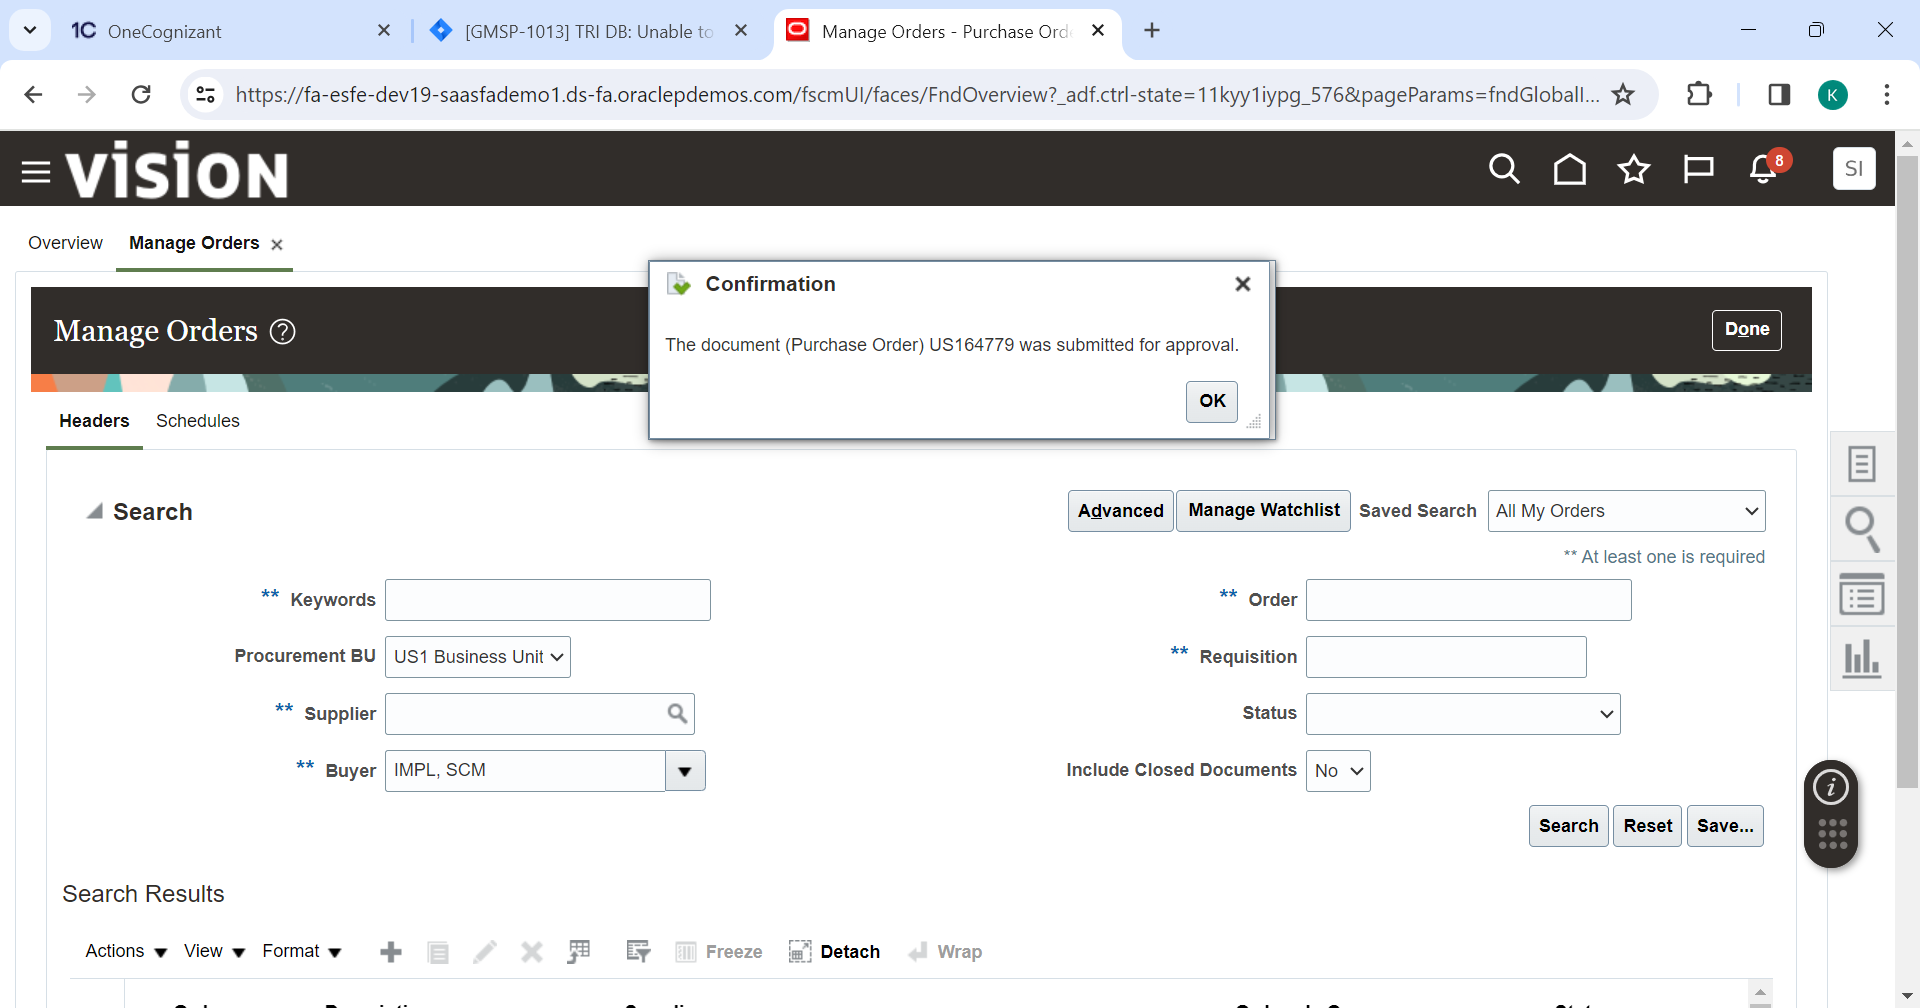 1C OneCognizant
[GMSP-1013] TRI DB: Unable to
Manage Orders - Purchase Ord
https://fa-esfe-dev19-saasfademo1.ds-fa.oraclepdemos.com/fscmUI/faces/FndOverview?_adf.ctrl-state=11kyy1iypg_576&pageParams=fndGlobalI...
K
VISION
8
SI
Overview
Manage Orders
Confirmation
The document (Purchase Order) US164779 was submitted for approval.
OK
Manage Orders
Done
Headers
Schedules
Search
Advanced
Manage Watchlist
Saved Search
All My Orders
** At least one is required
** Keywords
** Order
Procurement BU US1 Business Unit
** Requisition
** Supplier
Status
** Buyer IMPL, SCM
Include Closed Documents No
Search
Reset
Save...
Search Results
Actions
View
Format
Freeze
Detach
Wrap